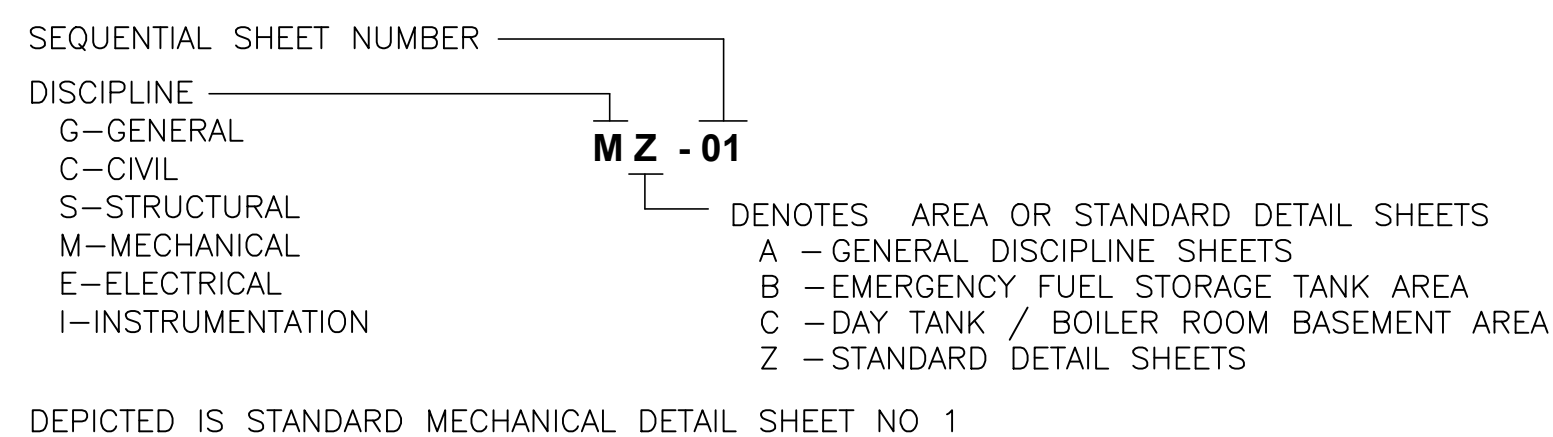 SEQUENTIAL SHEET NUMBER
DISCIPLINE
G-GENERAL
C-CIVIL
S-STRUCTURAL
M-MECHANICAL
E-ELECTRICAL
I-INSTRUMENTATION
MZ -01
DENOTES AREA OR STANDARD DETAIL SHEETS
A - GENERAL DISCIPLINE SHEETS
B - EMERGENCY FUEL STORAGE TANK AREA
C - DAY TANK / BOILER ROOM BASEMENT AREA
Z - STANDARD DETAIL SHEETS
DEPICTED IS STANDARD MECHANICAL DETAIL SHEET NO 1